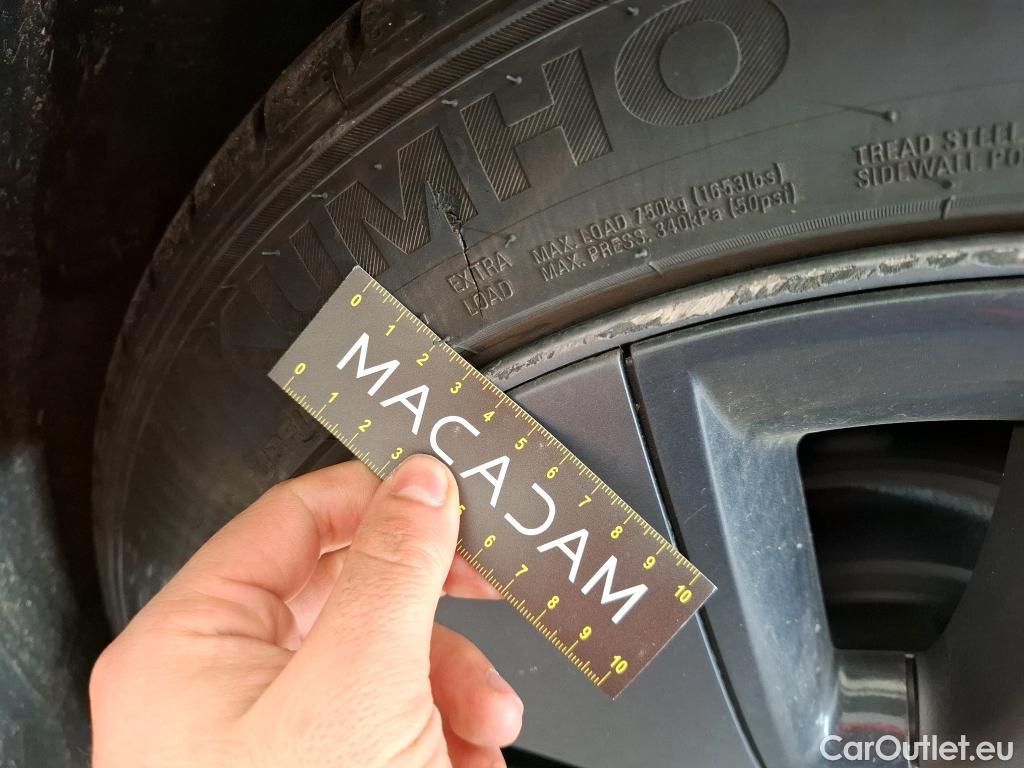 UMHO
EXTRA
LOAD
MAX. LOAD 750kg (1653lbs)
MAX. PRESS. 340kPa (50psi)
TREAD STEEL
SIDEWALL PO
0 1 2 3 4 5 6 7 8 9 10
MACADAM
0 1 2 3 5 6 7 8 9 10
CarOutlet.eu